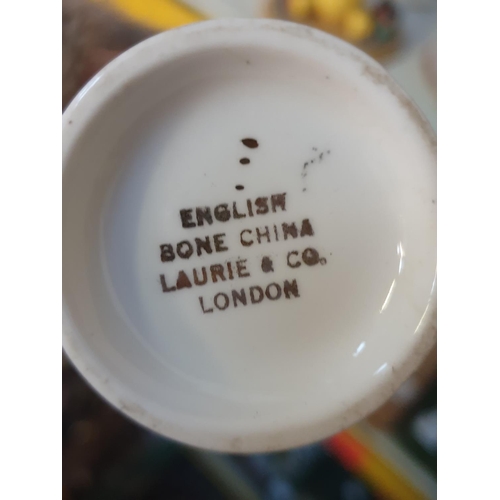 ENGLISH
BONE CHINA
LAURIE & CO.
LONDON